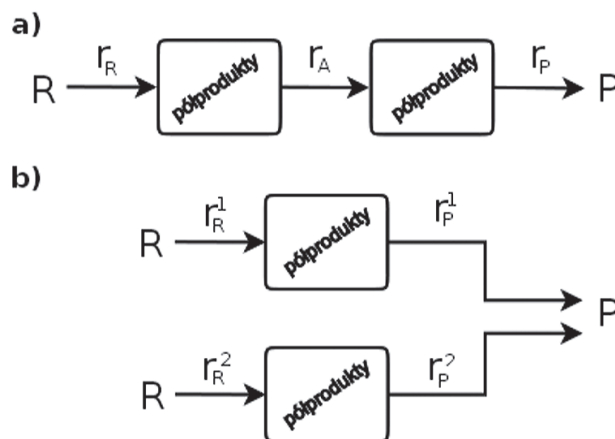 a)
r_R r_A r_P
R półprodukty półprodukty P
b)
r_R^1 r_P^1
R półprodukty
P
r_R^2 r_P^2
R półprodukty